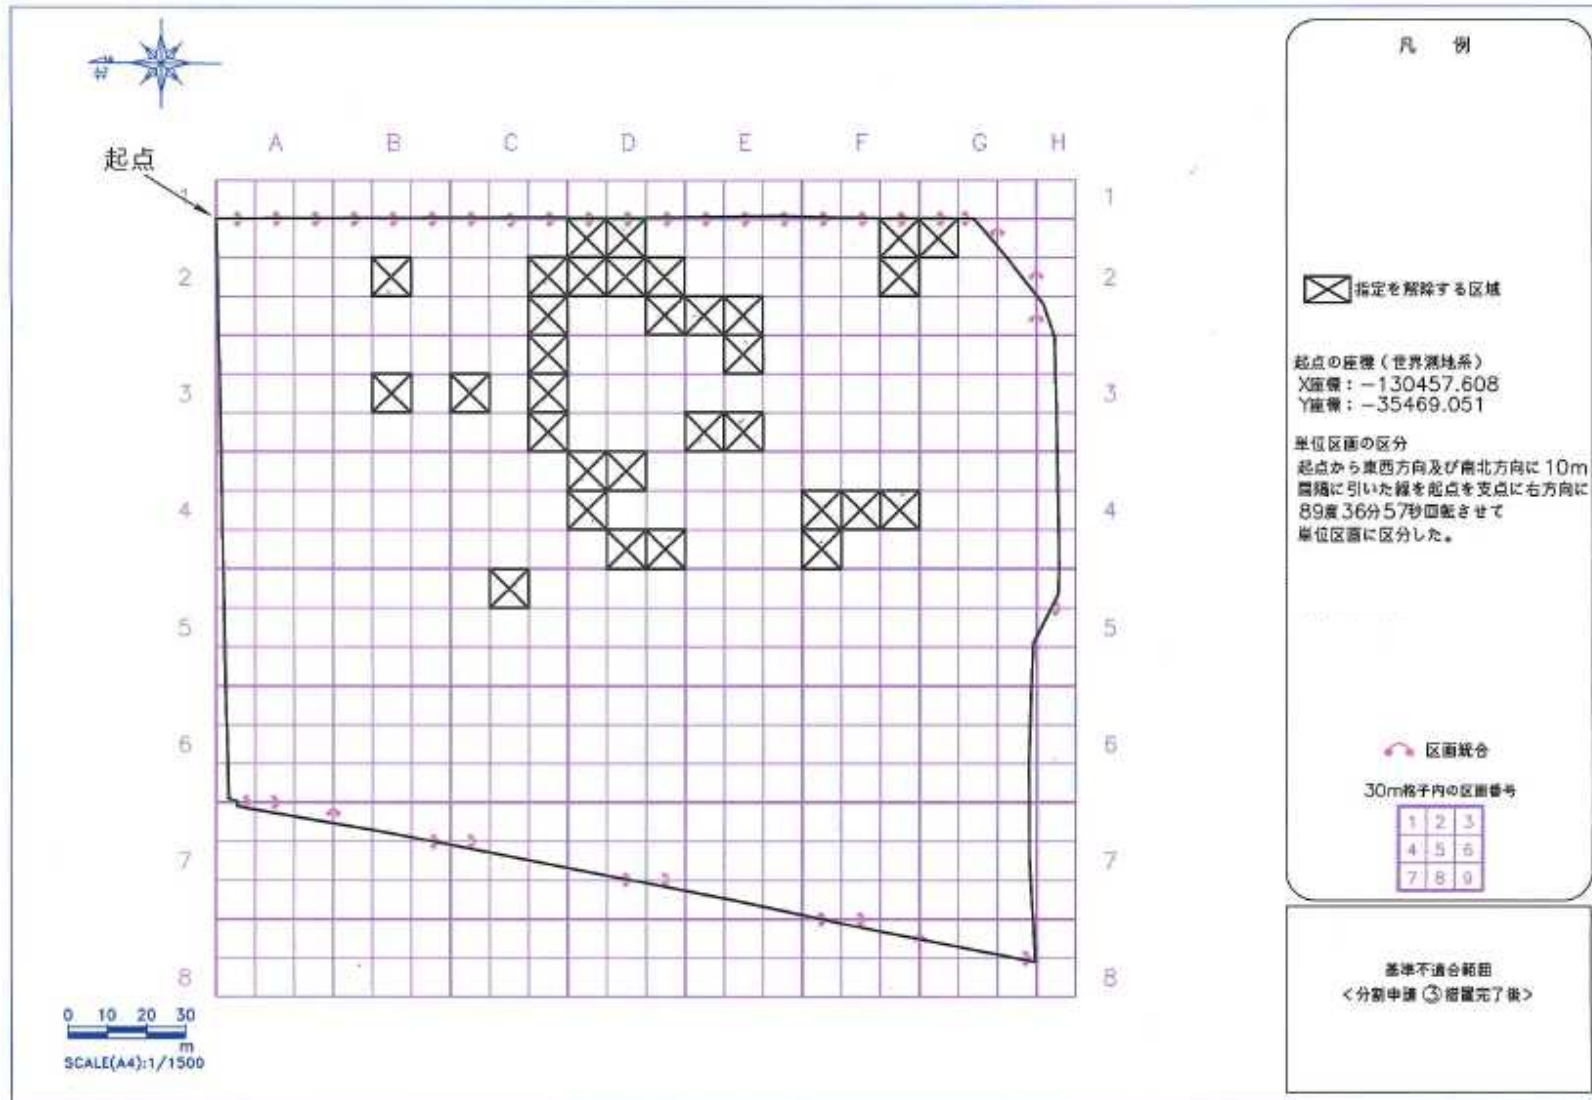 北
A B C D E F G H
起点
1 1
2 2
3 3
4 4
5 5
6 6
7 7
8 8
0 10 20 30
m
SCALE(A4):1/1500
凡 例
指定を解除する区域
起点の座標(世界測地系)
X座標:-130457.608
Y座標:-35469.051
単位区画の区分
起点から東西方向及び南北方向に10m
間隔に引いた線を起点を支点に右方向に
89度36分57秒回転させて
単位区画に区分した。
区画統合
30m格子内の区画番号
1 2 3
4 5 6
7 8 9
基準不適合範囲
<分割申請③措置完了後>